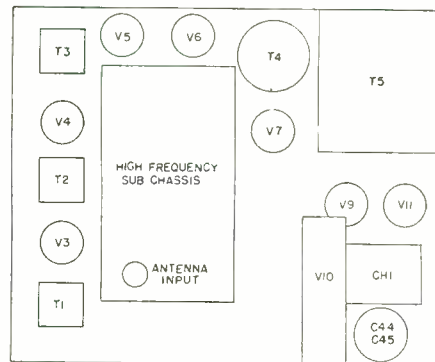 V5
V6
T3
T4
T5
V4
V7
HIGH FREQUENCY
SUB CHASSIS
T2
V9
V11
V3
ANTENNA
INPUT
V10
CH1
T1
C44
C45